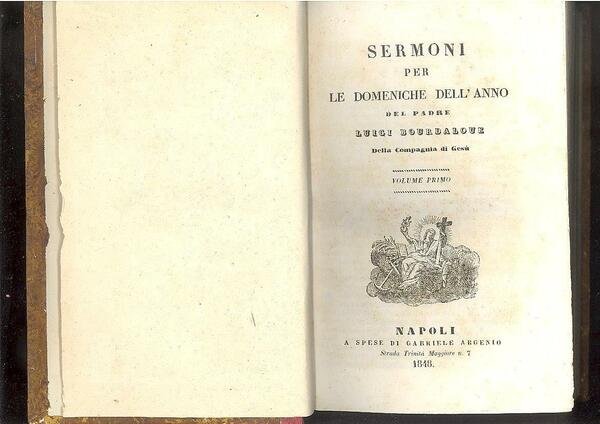 SERMONI
PER
LE DOMENICHE DELL'ANNO
DEL PADRE
LUIGI BOURDALOUE
Della Compagnia di Gesù
VOLUME PRIMO
NAPOLI
A SPESE DI GABRIELE ARGENIO
Strada Trinità Maggiore n. 7
1848.